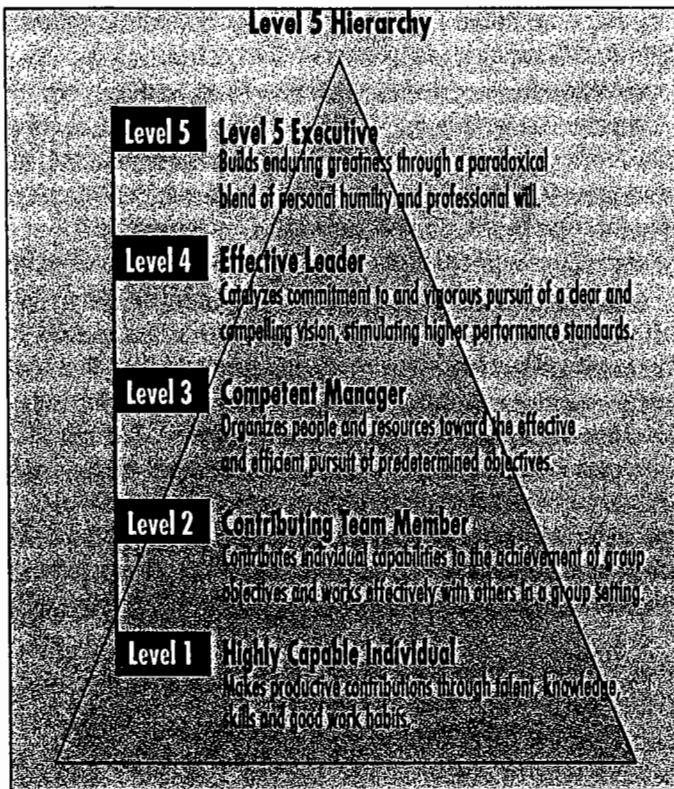 Level 5 Hierarchy
Level 5 Level 5 Executive
Builds enduring greatness through a paradoxical
blend of personal humility and professional will.
Level 4 Effective Leader
Catalyzes commitment to and vigorous pursuit of a clear and
compelling vision, stimulating higher performance standards.
Level 3 Competent Manager
Organizes people and resources toward the effective
and efficient pursuit of predetermined objectives.
Level 2 Contributing Team Member
Contributes individual capabilities to the achievement of group
objectives and works effectively with others in a group setting.
Level 1 Highly Capable Individual
Makes productive contributions through talent, knowledge,
skills and good work habits.